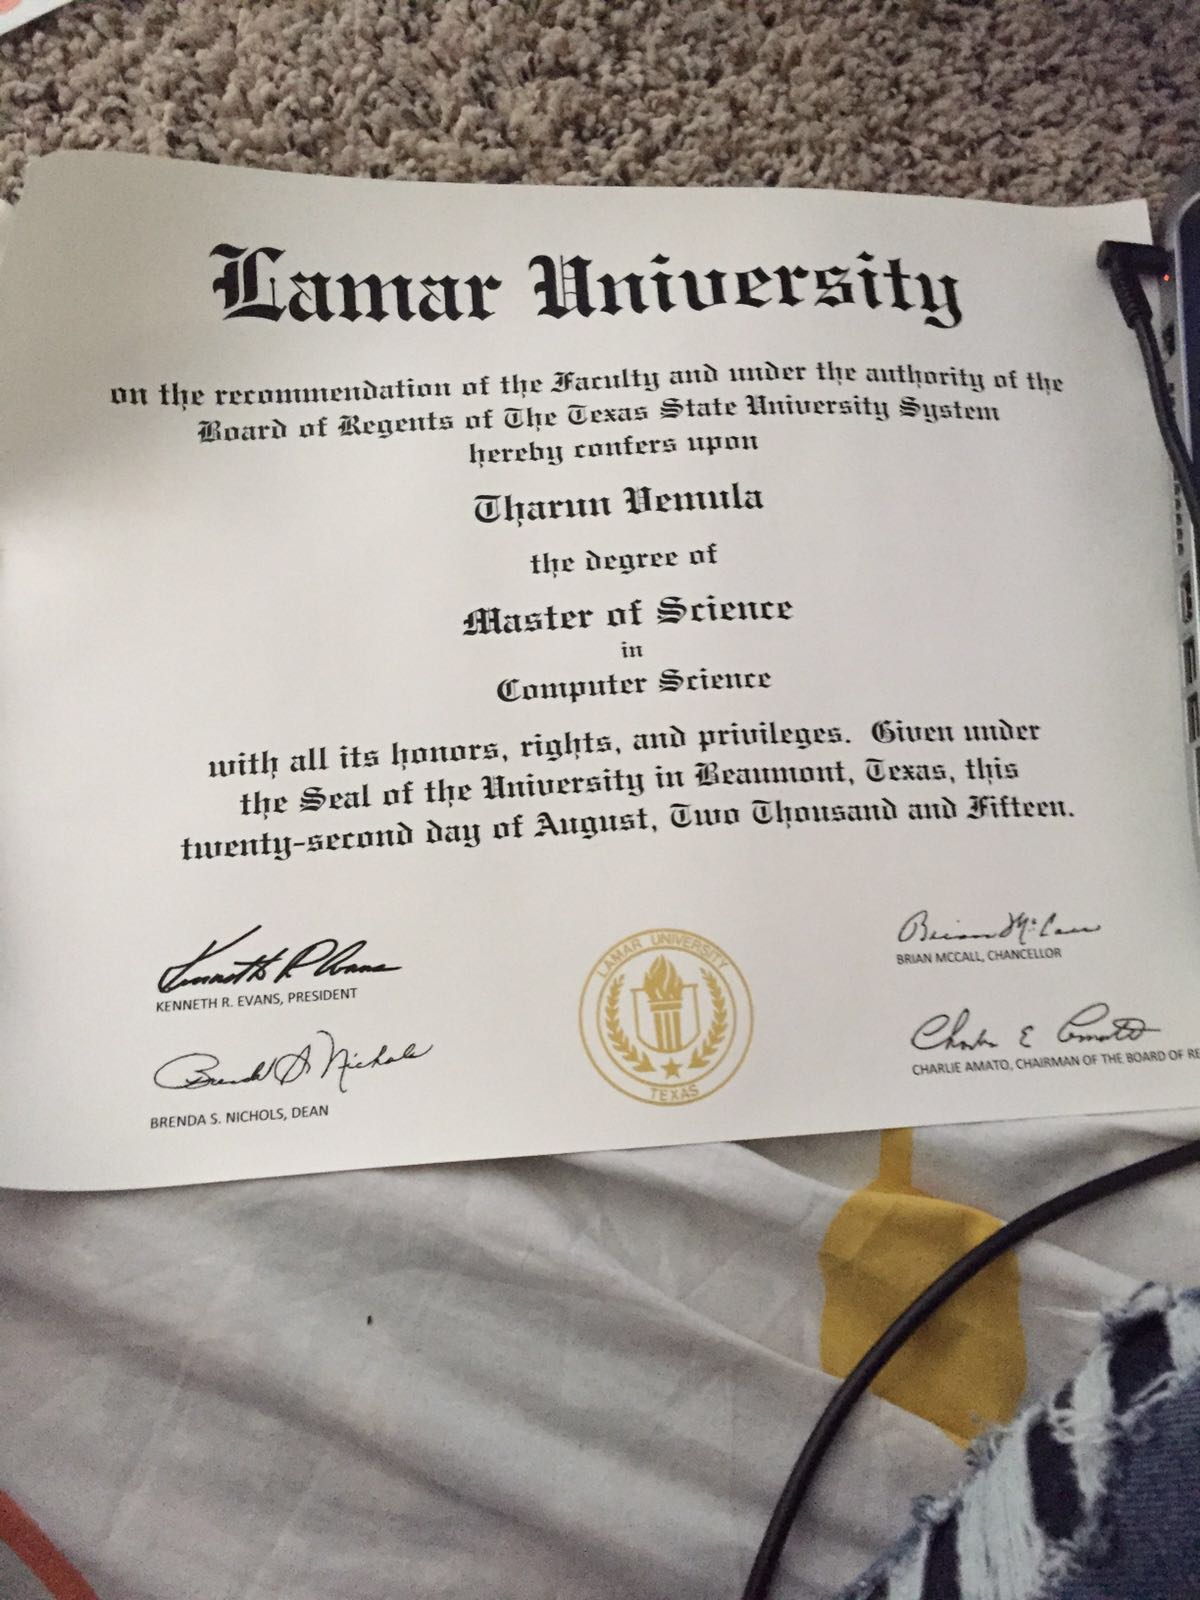 Lamar University
on the recommendation of the Faculty and under the authority of the
Board of Regents of The Texas State University System
hereby confers upon
Tharun Vemula
the degree of
Master of Science
in
Computer Science
with all its honors, rights, and privileges. Given under
the Seal of the University in Beaumont, Texas, this
twenty-second day of August, Two Thousand and Fifteen.
Kenneth R Evans
KENNETH R. EVANS, PRESIDENT
Brenda S Nichols
BRENDA S. NICHOLS, DEAN
LAMAR UNIVERSITY
TEXAS
Brian McCall
BRIAN MCCALL, CHANCELLOR
Charlie E Amato
CHARLIE AMATO, CHAIRMAN OF THE BOARD OF RE